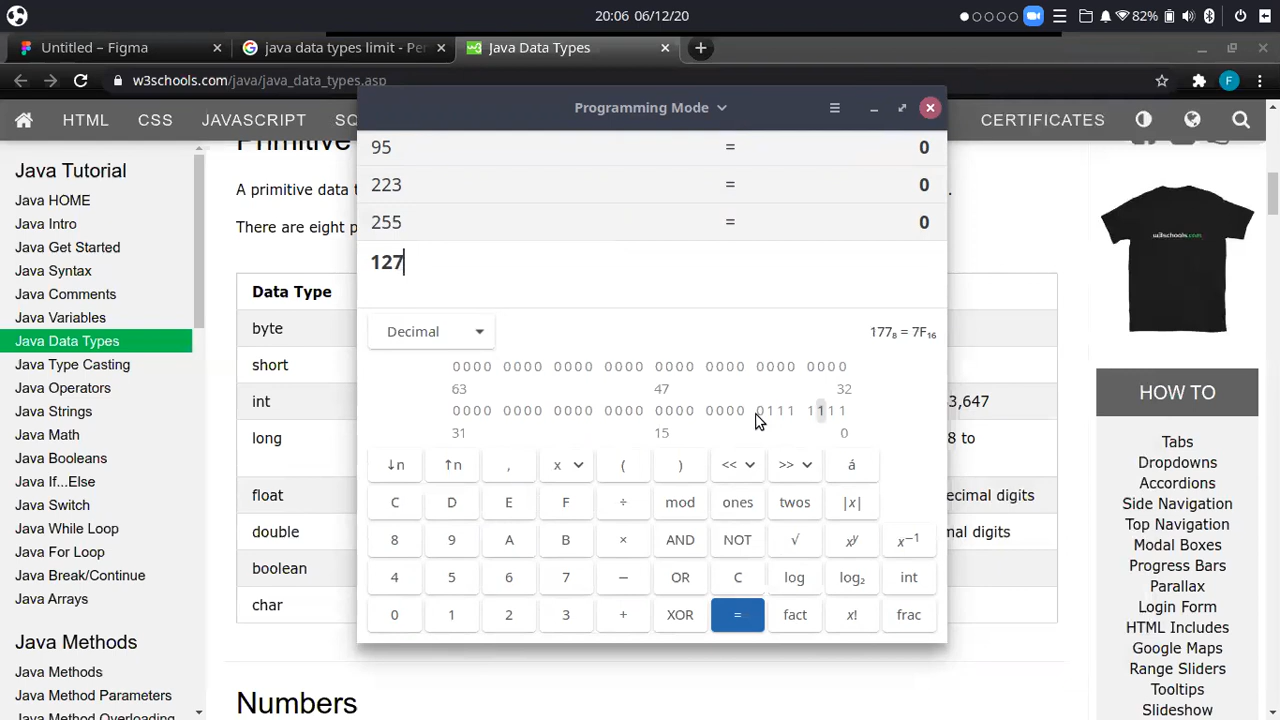 20:06 06/12/20
82%
Untitled – Figma
java data types limit - Pe
Java Data Types
w3schools.com/java/java_data_types.asp
F
HTML
CSS
JAVASCRIPT
CERTIFICATES
Programming Mode
95 = 0
223 = 0
255 = 0
127
Decimal
177₈ = 7F₁₆
0000 0000 0000 0000 0000 0000 0000 0000
63 47 32
0000 0000 0000 0000 0000 0000 0111 1111
31 15 0
↓n ↑n , x ( ) << >> á
C D E F ÷ mod ones twos |x|
8 9 A B × AND NOT √ xʸ x⁻¹
4 5 6 7 − OR C log log₂ int
0 1 2 3 + XOR = fact x! frac
Java Tutorial
Java HOME
Java Intro
Java Get Started
Java Syntax
Java Comments
Java Variables
Java Data Types
Java Type Casting
Java Operators
Java Strings
Java Math
Java Booleans
Java If...Else
Java Switch
Java While Loop
Java For Loop
Java Break/Continue
Java Arrays
Java Methods
Java Methods
Java Method Parameters
Java Method Overloading
Primitive
A primitive data
There are eight
Data Type
byte
short
int
3,647
long
8 to
float
decimal digits
double
digits
boolean
char
Numbers
w3schools.com
HOW TO
Tabs
Dropdowns
Accordions
Side Navigation
Top Navigation
Modal Boxes
Progress Bars
Parallax
Login Form
HTML Includes
Google Maps
Range Sliders
Tooltips
Slideshow